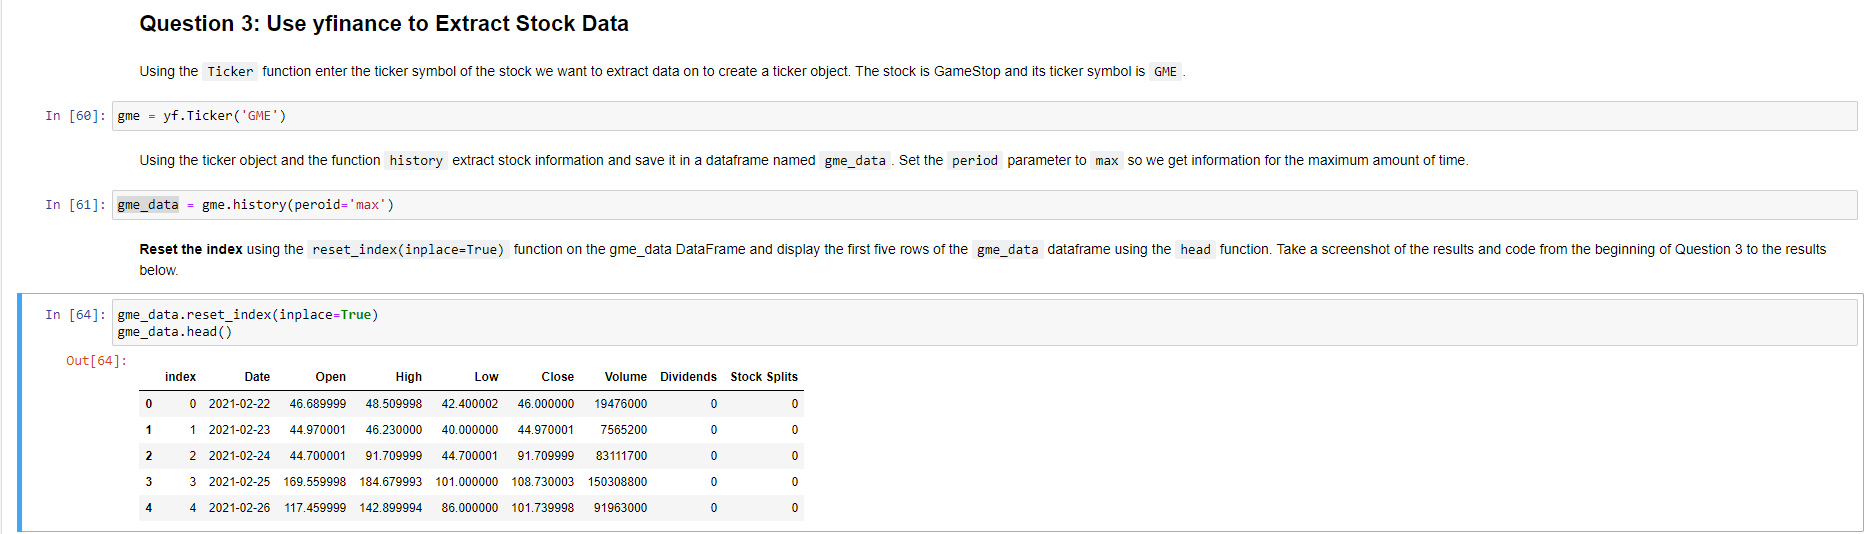 Question 3: Use yfinance to Extract Stock Data
Using the Ticker function enter the ticker symbol of the stock we want to extract data on to create a ticker object. The stock is GameStop and its ticker symbol is GME .
In [60]: gme = yf.Ticker('GME')
Using the ticker object and the function history extract stock information and save it in a dataframe named gme_data . Set the period parameter to max so we get information for the maximum amount of time.
In [61]: gme_data = gme.history(peroid='max')
Reset the index using the reset_index(inplace=True) function on the gme_data DataFrame and display the first five rows of the gme_data dataframe using the head function. Take a screenshot of the results and code from the beginning of Question 3 to the results
below.
In [64]: gme_data.reset_index(inplace=True)
gme_data.head()
Out[64]:
index Date Open High Low Close Volume Dividends Stock Splits
0 0 2021-02-22 46.689999 48.509998 42.400002 46.000000 19476000 0 0
1 1 2021-02-23 44.970001 46.230000 40.000000 44.970001 7565200 0 0
2 2 2021-02-24 44.700001 91.709999 44.700001 91.709999 83111700 0 0
3 3 2021-02-25 169.559998 184.679993 101.000000 108.730003 150308800 0 0
4 4 2021-02-26 117.459999 142.899994 86.000000 101.739998 91963000 0 0